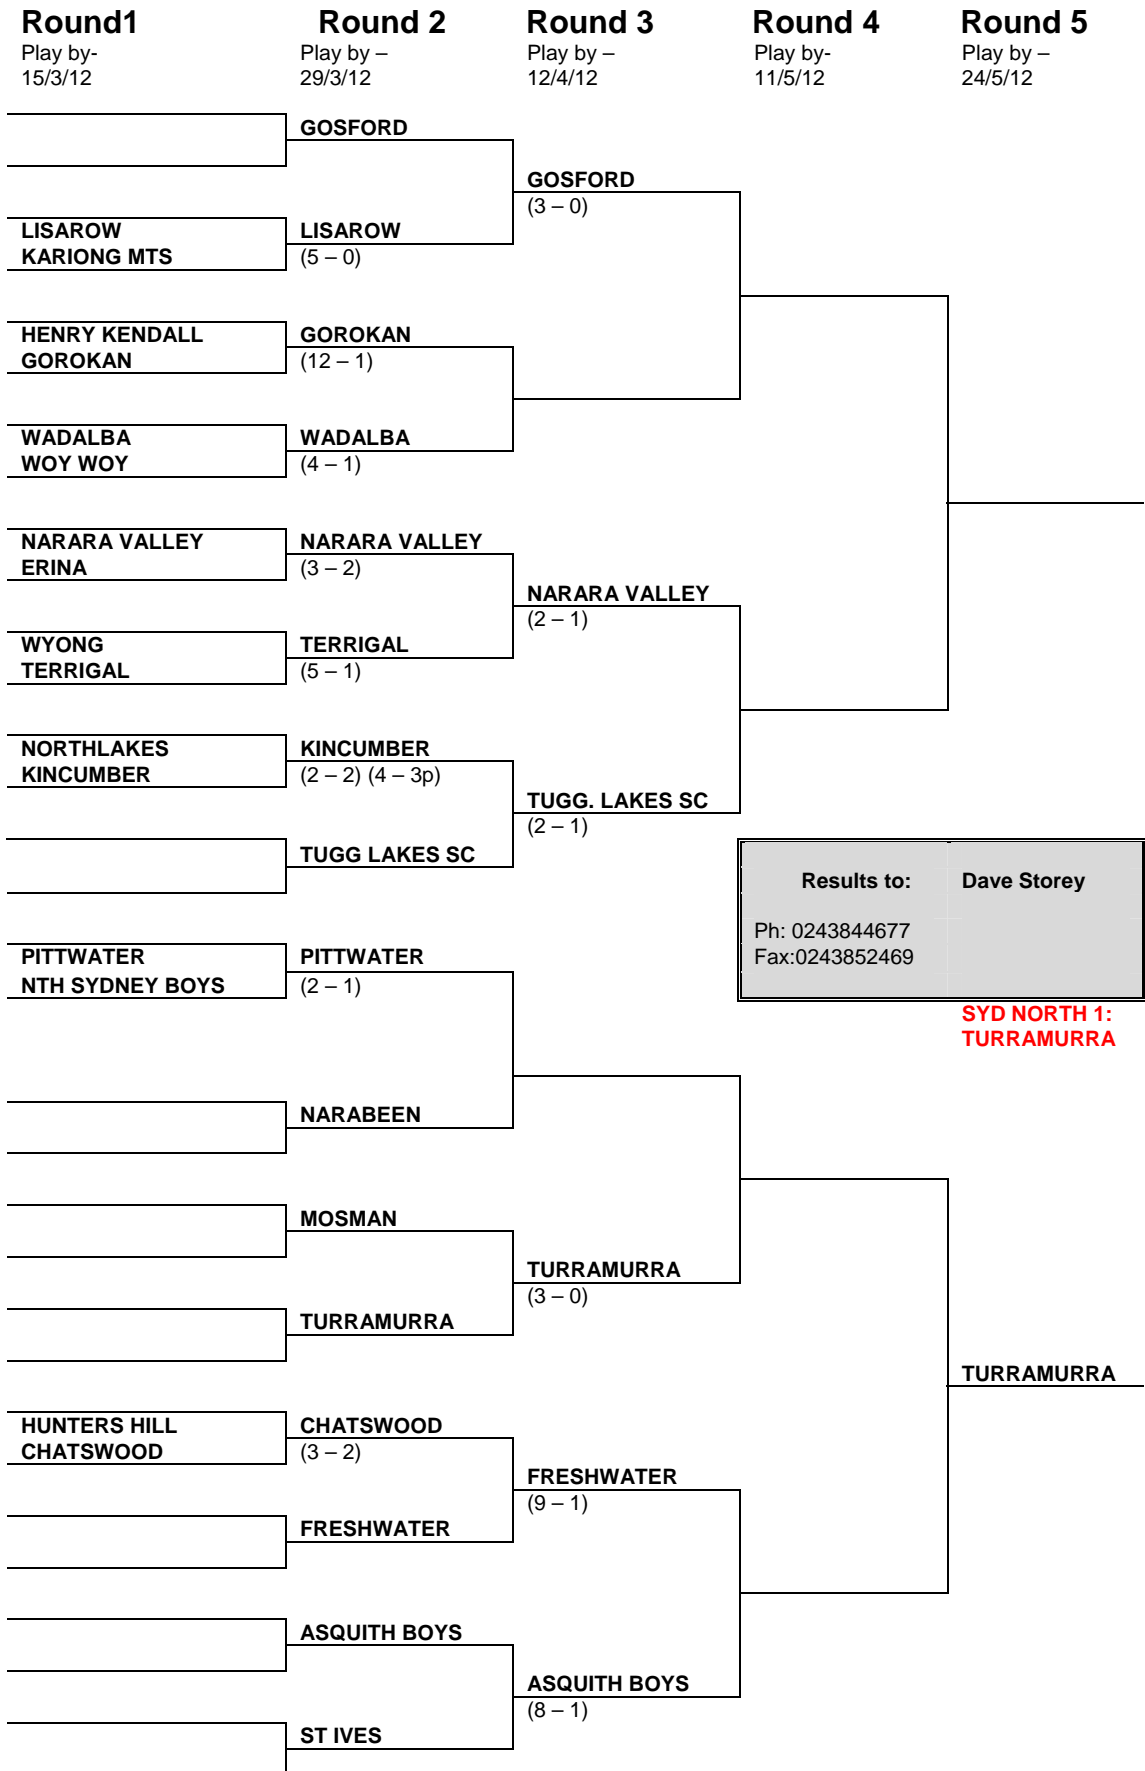 Round1 Round 2 Round 3 Round 4 Round 5
Play by- Play by – Play by – Play by- Play by –
15/3/12 29/3/12 12/4/12 11/5/12 24/5/12
GOSFORD
GOSFORD
(3 – 0)
LISAROW LISAROW
KARIONG MTS (5 – 0)
HENRY KENDALL GOROKAN
GOROKAN (12 – 1)
WADALBA WADALBA
WOY WOY (4 – 1)
NARARA VALLEY NARARA VALLEY
ERINA (3 – 2)
NARARA VALLEY
(2 – 1)
WYONG TERRIGAL
TERRIGAL (5 – 1)
NORTHLAKES KINCUMBER
KINCUMBER (2 – 2) (4 – 3p)
TUGG. LAKES SC
(2 – 1)
TUGG LAKES SC
Results to: Dave Storey
Ph: 0243844677
Fax:0243852469
PITTWATER PITTWATER
NTH SYDNEY BOYS (2 – 1)
SYD NORTH 1:
TURRAMURRA
NARABEEN
MOSMAN
TURRAMURRA
(3 – 0)
TURRAMURRA
TURRAMURRA
HUNTERS HILL CHATSWOOD
CHATSWOOD (3 – 2)
FRESHWATER
(9 – 1)
FRESHWATER
ASQUITH BOYS
ASQUITH BOYS
(8 – 1)
ST IVES